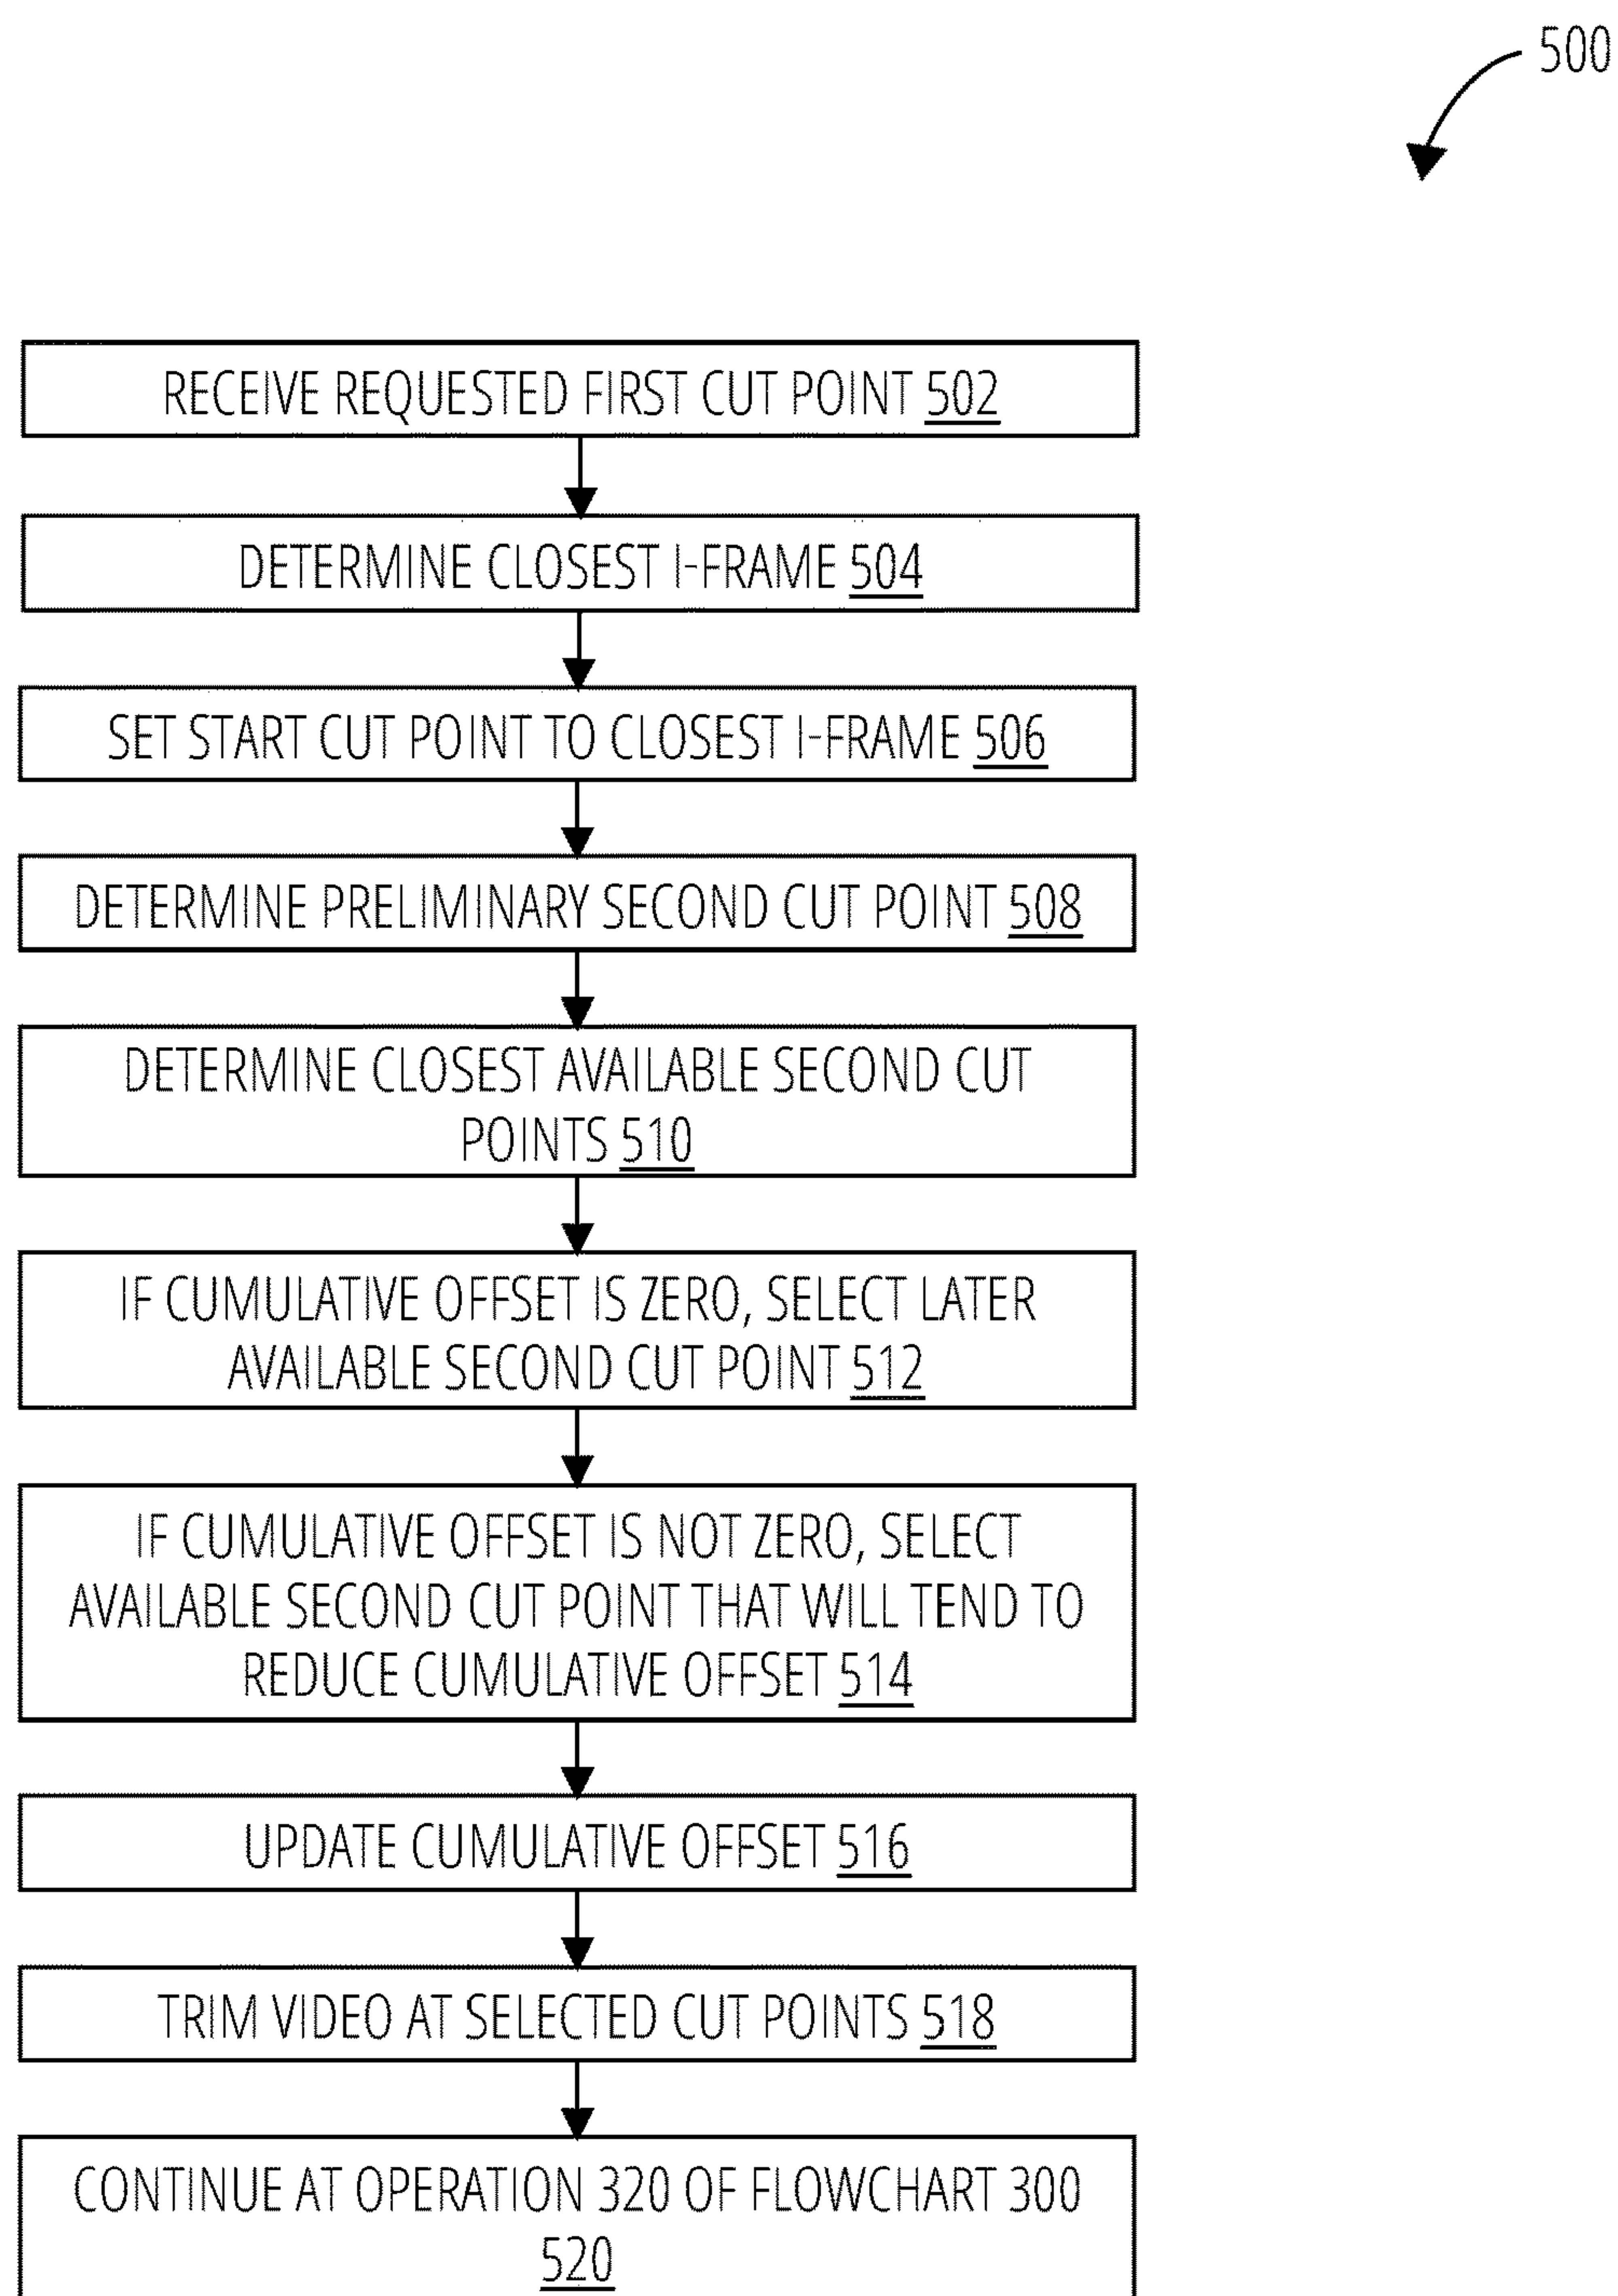 500
RECEIVE REQUESTED FIRST CUT POINT 502
DETERMINE CLOSEST I-FRAME 504
SET START CUT POINT TO CLOSEST I-FRAME 506
DETERMINE PRELIMINARY SECOND CUT POINT 508
DETERMINE CLOSEST AVAILABLE SECOND CUT
POINTS 510
IF CUMULATIVE OFFSET IS ZERO, SELECT LATER
AVAILABLE SECOND CUT POINT 512
IF CUMULATIVE OFFSET IS NOT ZERO, SELECT
AVAILABLE SECOND CUT POINT THAT WILL TEND TO
REDUCE CUMULATIVE OFFSET 514
UPDATE CUMULATIVE OFFSET 516
TRIM VIDEO AT SELECTED CUT POINTS 518
CONTINUE AT OPERATION 320 OF FLOWCHART 300
520